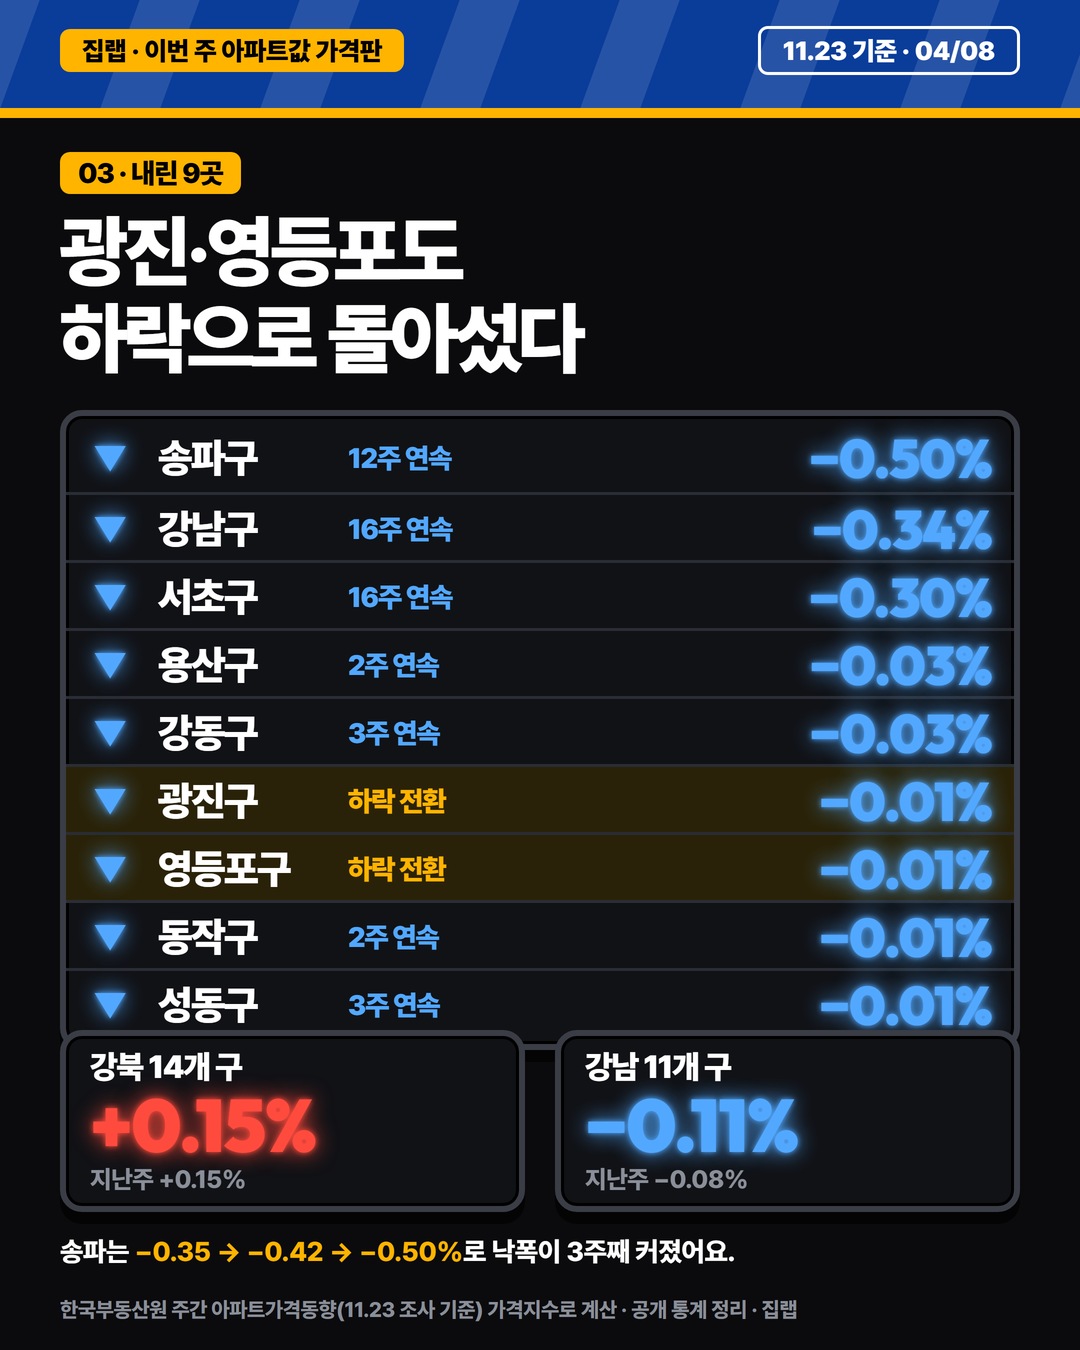 집랩 · 이번 주 아파트값 가격판
11.23 기준 · 04/08
03 · 내린 9곳
광진·영등포도
하락으로 돌아섰다
▼ 송파구 12주 연속 −0.50%
▼ 강남구 16주 연속 −0.34%
▼ 서초구 16주 연속 −0.30%
▼ 용산구 2주 연속 −0.03%
▼ 강동구 3주 연속 −0.03%
▼ 광진구 하락 전환 −0.01%
▼ 영등포구 하락 전환 −0.01%
▼ 동작구 2주 연속 −0.01%
▼ 성동구 3주 연속 −0.01%
강북 14개 구
+0.15%
지난주 +0.15%
강남 11개 구
−0.11%
지난주 −0.08%
송파는 −0.35 → −0.42 → −0.50%로 낙폭이 3주째 커졌어요.
한국부동산원 주간 아파트가격동향(11.23 조사 기준) 가격지수로 계산 · 공개 통계 정리 · 집랩